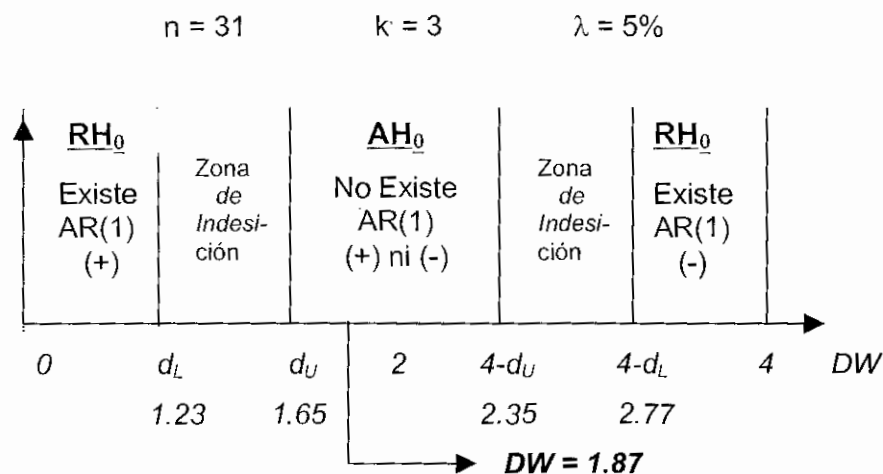 n = 31 k = 3 λ = 5%
RH0 AH0 RH0
Existe AR(1) (+)
Zona de Indesi- ción
No Existe AR(1) (+) ni (-)
Zona de Indesi- ción
Existe AR(1) (-)
0 dL dU 2 4-dU 4-dL 4 DW
1.23 1.65 2.35 2.77
DW = 1.87